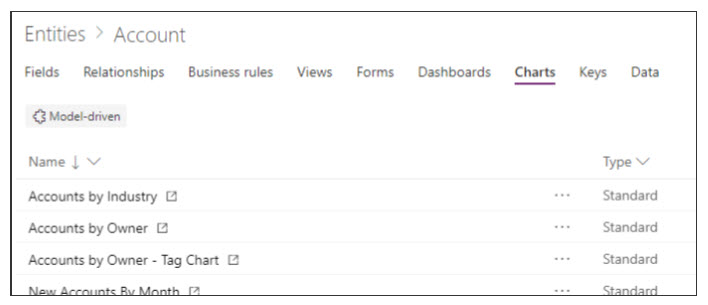 Entities > Account
Fields Relationships Business rules Views Forms Dashboards Charts Keys Data
Model-driven
Name ↓ Type
Accounts by Industry ... Standard
Accounts by Owner ... Standard
Accounts by Owner - Tag Chart ... Standard
New Accounts By Month ... Standard